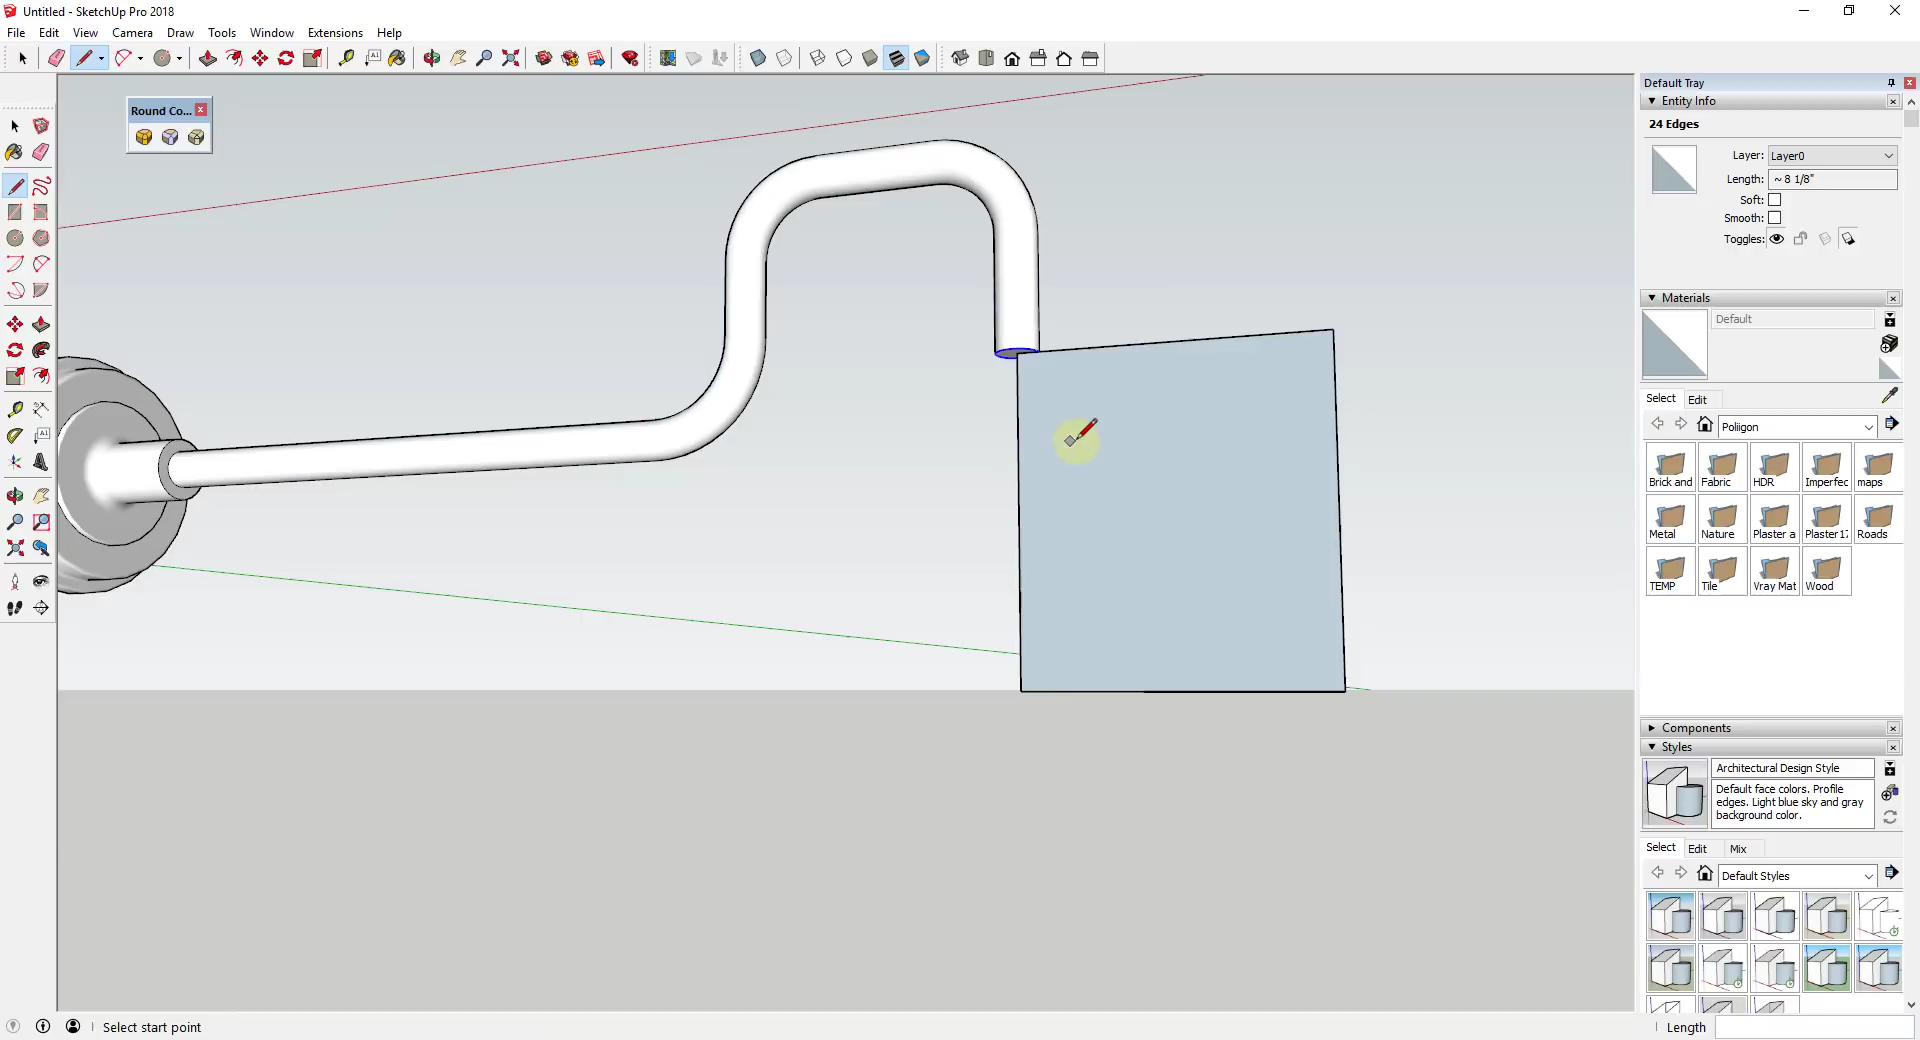 Untitled - SketchUp Pro 2018
File Edit View Camera Draw Tools Window Extensions Help
Round Co...
Default Tray
Entity Info
24 Edges
Layer: Layer0
Length: ~ 8 1/8"
Soft:
Smooth:
Toggles:
Materials
Default
Select Edit
Poliigon
Brick and Fabric HDR Imperfec maps
Metal Nature Plaster a Plaster1 Roads
TEMP Tile Vray Mat Wood
Components
Styles
Architectural Design Style
Default face colors. Profile
edges. Light blue sky and gray
background color.
Select Edit Mix
Default Styles
Select start point
Length